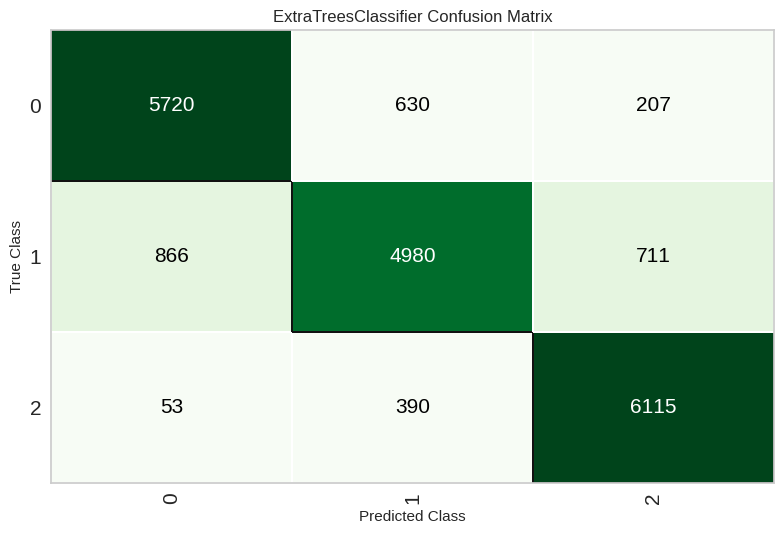 ExtraTreesClassifier Confusion Matrix
0 5720 630 207
True Class
1 866 4980 711
2 53 390 6115
0 1 2
Predicted Class